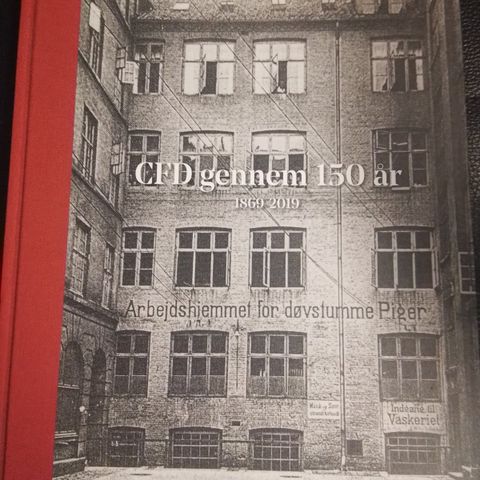 CFD gennem 150 år
1869-2019
Arbejdshjemmet for døvstumme Piger
Indgang til
Vaskeriet